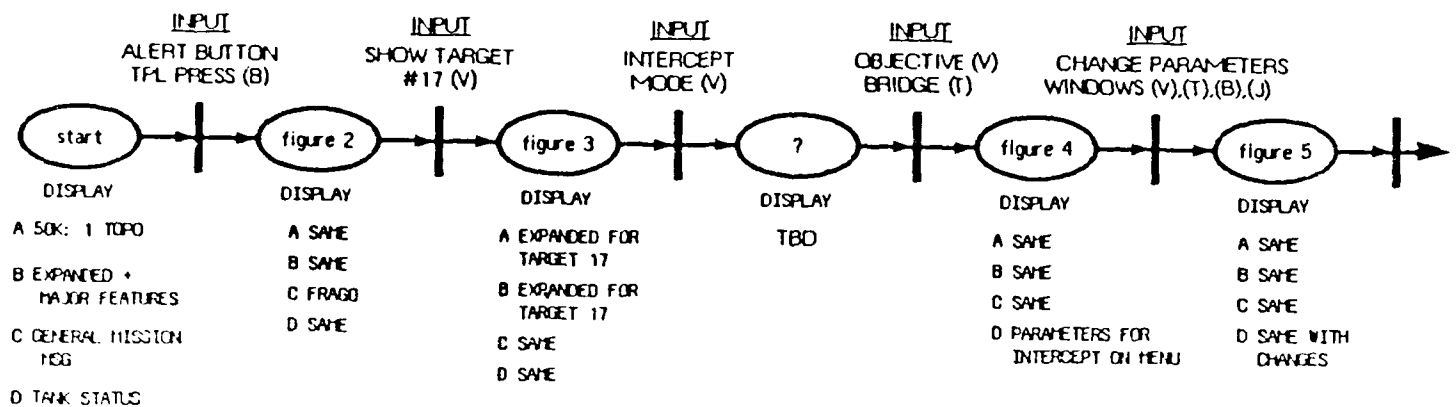 INPUT
ALERT BUTTON
TPL PRESS (B)
INPUT
SHOW TARGET
#17 (V)
INPUT
INTERCEPT
MODE (V)
INPUT
OBJECTIVE (V)
BRIDGE (T)
INPUT
CHANGE PARAMETERS
WINDOWS (V),(T),(B),(J)
start
figure 2
figure 3
?
figure 4
figure 5
DISPLAY
A 50K: 1 TOPO
B EXPANDED +
MAJOR FEATURES
C GENERAL MISSION
MSG
D TANK STATUS
DISPLAY
A SAME
B SAME
C FRAGO
D SAME
DISPLAY
A EXPANDED FOR
TARGET 17
B EXPANDED FOR
TARGET 17
C SAME
D SAME
DISPLAY
TBD
DISPLAY
A SAME
B SAME
C SAME
D PARAMETERS FOR
INTERCEPT ON MENU
DISPLAY
A SAME
B SAME
C SAME
D SAME WITH
CHANGES